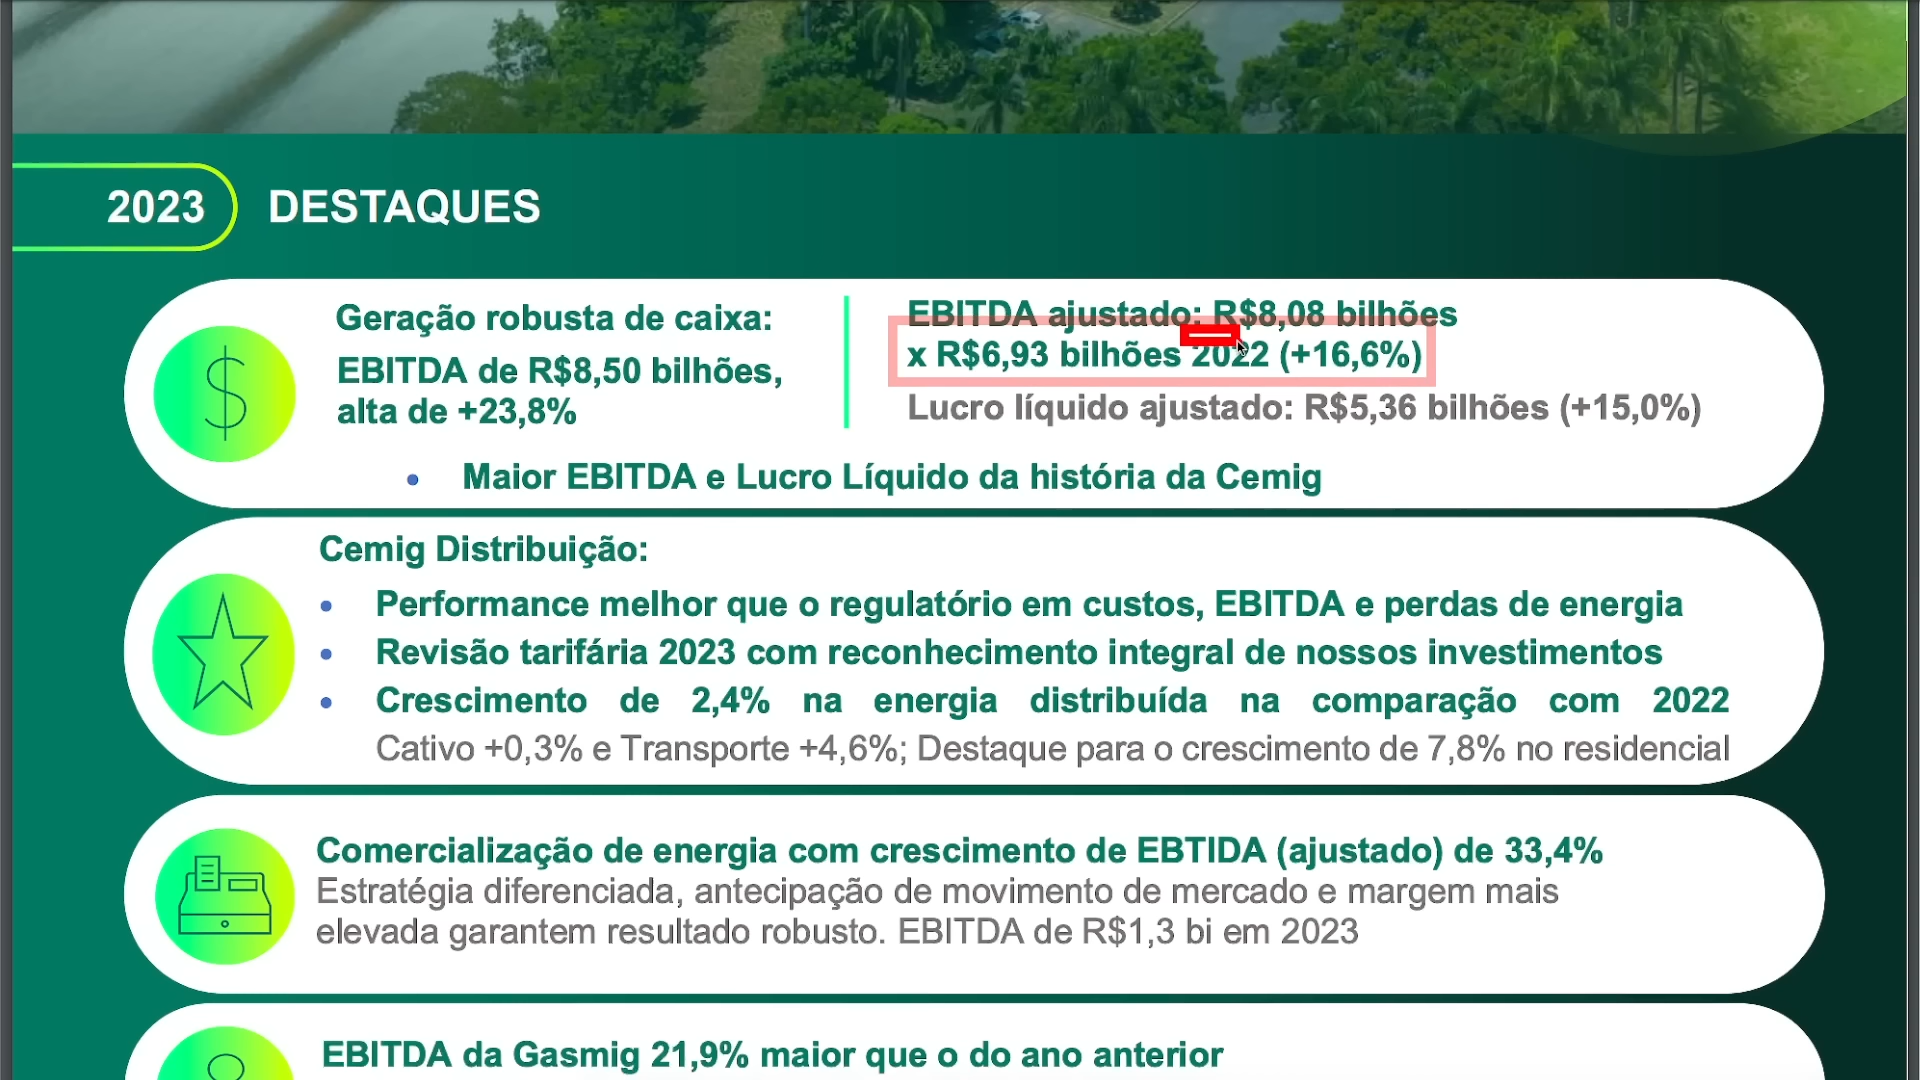 2023 DESTAQUES
Geração robusta de caixa:
EBITDA de R$8,50 bilhões,
alta de +23,8%
EBITDA ajustado: R$8,08 bilhões
x R$6,93 bilhões 2022 (+16,6%)
Lucro líquido ajustado: R$5,36 bilhões (+15,0%)
• Maior EBITDA e Lucro Líquido da história da Cemig
Cemig Distribuição:
• Performance melhor que o regulatório em custos, EBITDA e perdas de energia
• Revisão tarifária 2023 com reconhecimento integral de nossos investimentos
• Crescimento de 2,4% na energia distribuída na comparação com 2022
Cativo +0,3% e Transporte +4,6%; Destaque para o crescimento de 7,8% no residencial
Comercialização de energia com crescimento de EBTIDA (ajustado) de 33,4%
Estratégia diferenciada, antecipação de movimento de mercado e margem mais
elevada garantem resultado robusto. EBITDA de R$1,3 bi em 2023
EBITDA da Gasmig 21,9% maior que o do ano anterior